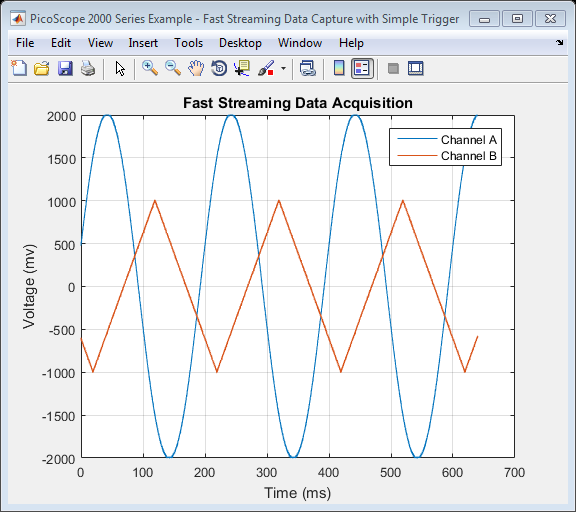 PicoScope 2000 Series Example - Fast Streaming Data Capture with Simple Trigger
File Edit View Insert Tools Desktop Window Help
Fast Streaming Data Acquisition
Channel A
Channel B
Voltage (mv)
2000
1500
1000
500
0
-500
-1000
-1500
-2000
0 100 200 300 400 500 600 700
Time (ms)